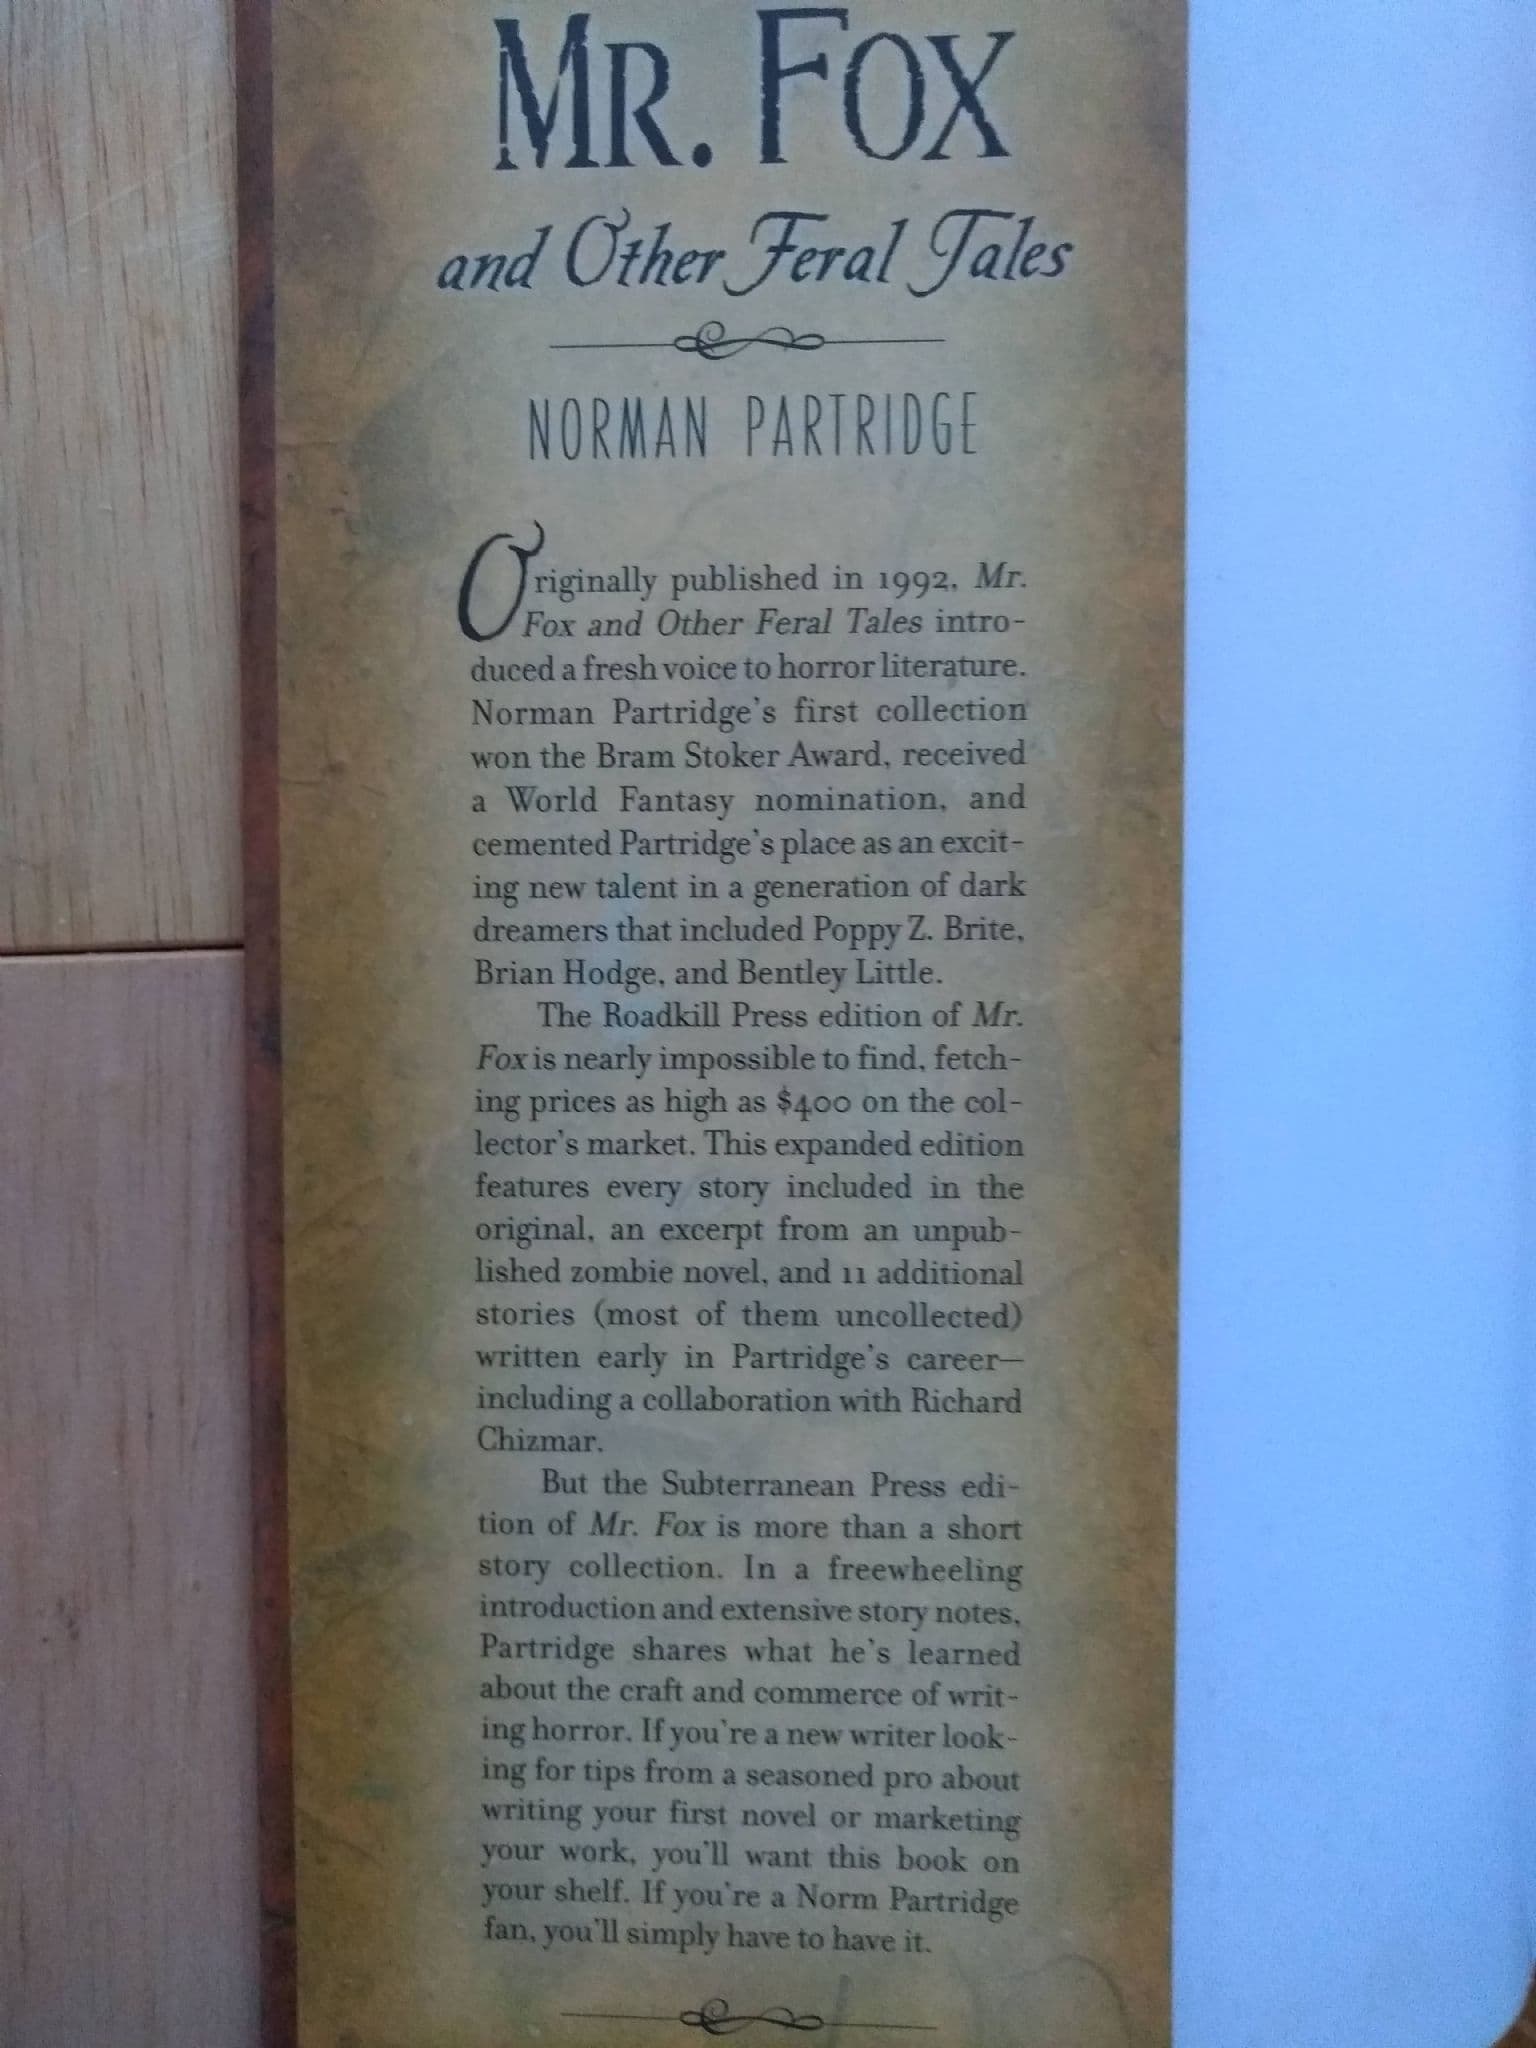 MR. FOX
and Other Feral Tales
NORMAN PARTRIDGE
Originally published in 1992, Mr.
Fox and Other Feral Tales intro-
duced a fresh voice to horror literature.
Norman Partridge's first collection
won the Bram Stoker Award, received
a World Fantasy nomination, and
cemented Partridge's place as an excit-
ing new talent in a generation of dark
dreamers that included Poppy Z. Brite,
Brian Hodge, and Bentley Little.
The Roadkill Press edition of Mr.
Fox is nearly impossible to find, fetch-
ing prices as high as $400 on the col-
lector's market. This expanded edition
features every story included in the
original, an excerpt from an unpub-
lished zombie novel, and 11 additional
stories (most of them uncollected)
written early in Partridge's career—
including a collaboration with Richard
Chizmar.
But the Subterranean Press edi-
tion of Mr. Fox is more than a short
story collection. In a freewheeling
introduction and extensive story notes,
Partridge shares what he's learned
about the craft and commerce of writ-
ing horror. If you're a new writer look-
ing for tips from a seasoned pro about
writing your first novel or marketing
your work, you'll want this book on
your shelf. If you're a Norm Partridge
fan, you'll simply have to have it.